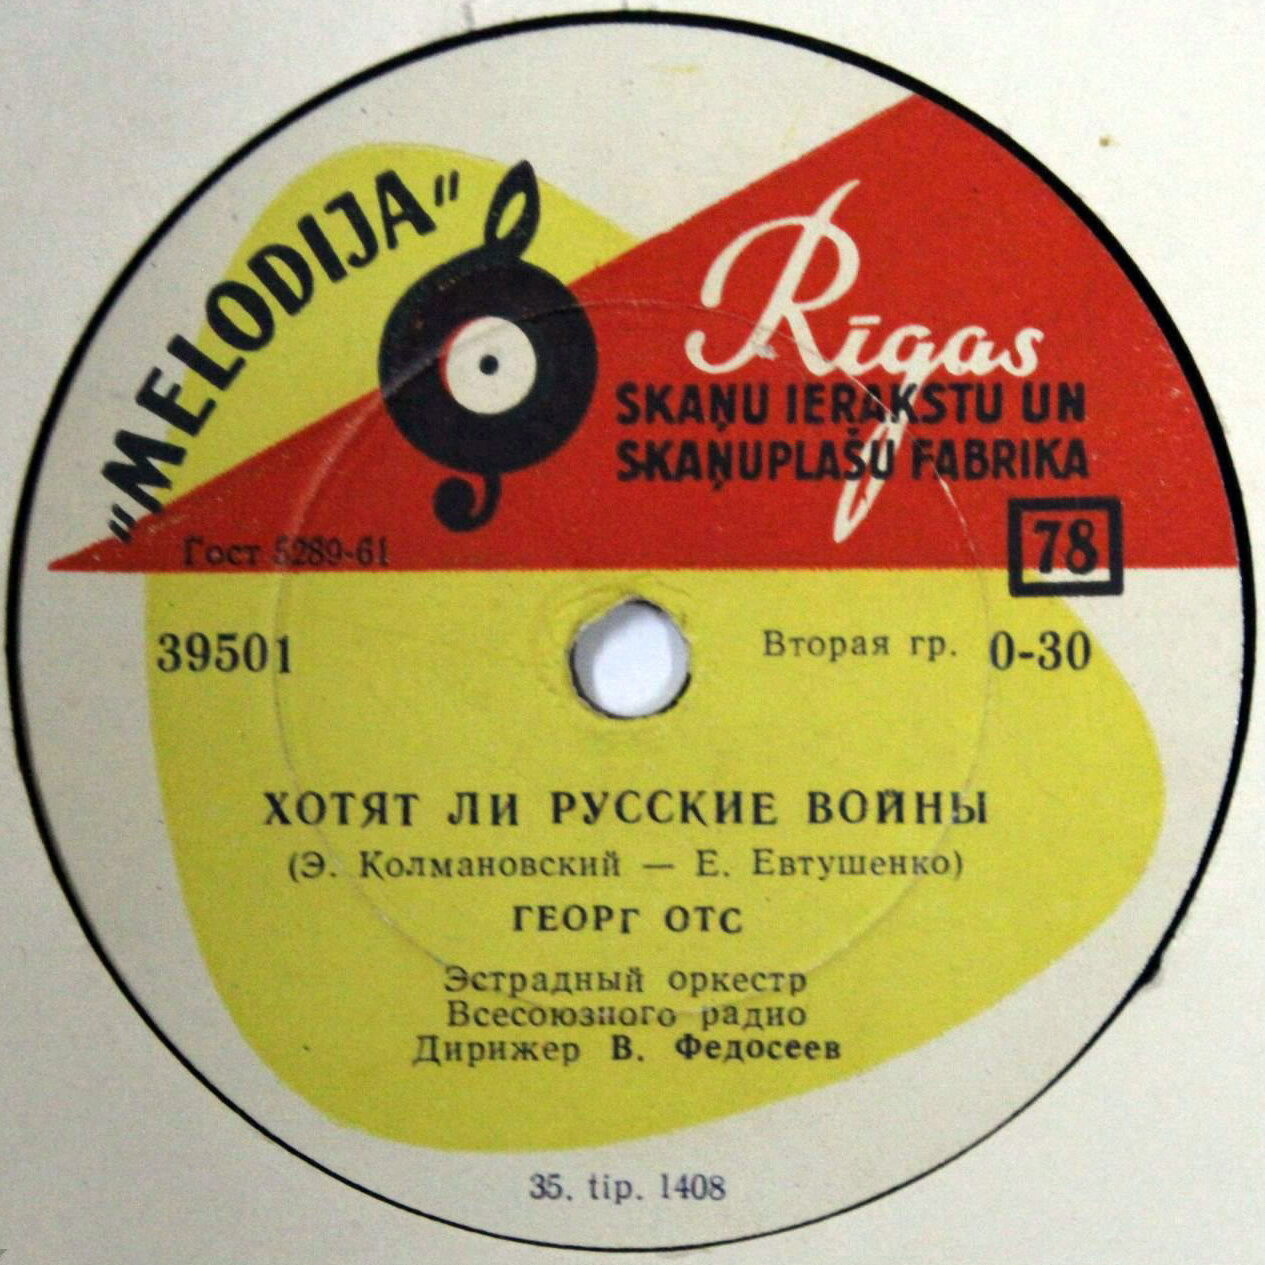 "MELODIJA"
Rīgas
SKAŅU IERAKSTU UN
SKAŅUPLAŠU FABRIKA
78
Гост 5289-61
39501
Вторая гр. 0-30
ХОТЯТ ЛИ РУССКИЕ ВОЙНЫ
(Э. Колмановский — Е. Евтушенко)
ГЕОРГ ОТС
Эстрадный оркестр
Всесоюзного радио
Дирижер В. Федосеев
35. tip. 1408